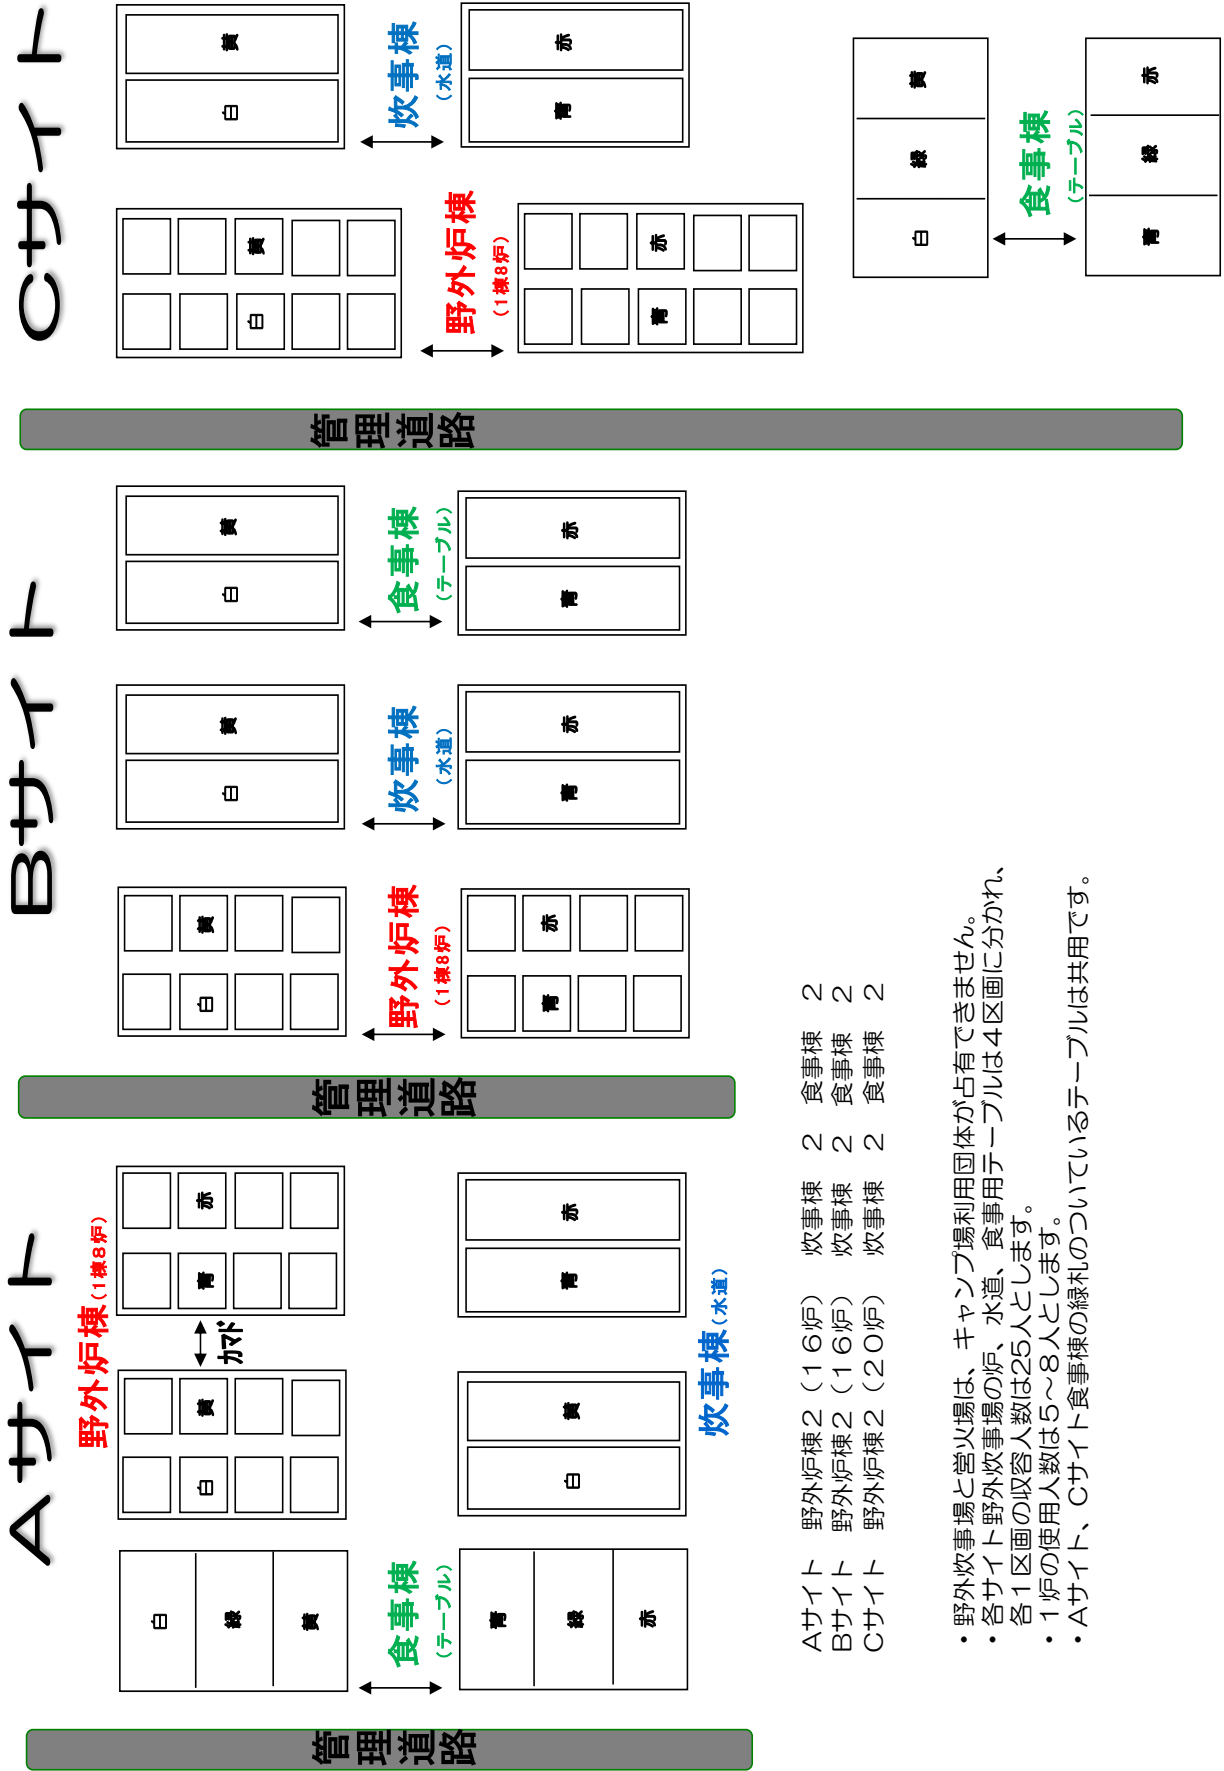 Aサイト
野外炉棟(1棟8炉)
白
黄
青
赤
カマド
白
緑
黄
食事棟
(テーブル)
青
緑
赤
白
黄
青
赤
炊事棟(水道)
管理道路
Bサイト
白
黄
野外炉棟
(1棟8炉)
青
赤
白
黄
炊事棟
(水道)
青
赤
白
黄
食事棟
(テーブル)
青
赤
管理道路
管理道路
Cサイト
白
黄
野外炉棟
(1棟8炉)
青
赤
白
黄
炊事棟
(水道)
青
赤
白
緑
黄
食事棟
(テーブル)
青
緑
赤
Aサイト 野外炉棟2(16炉) 炊事棟 2 食事棟 2
Bサイト 野外炉棟2(16炉) 炊事棟 2 食事棟 2
Cサイト 野外炉棟2(20炉) 炊事棟 2 食事棟 2
・野外炊事場と営火場は、キャンプ場利用団体が占有できません。
・各サイト野外炊事場の炉、水道、食事用テーブルは4区画に分かれ、
各1区画の収容人数は25人とします。
・1炉の使用人数は5~8人とします。
・Aサイト、Cサイト食事棟の緑札のついているテーブルは共用です。